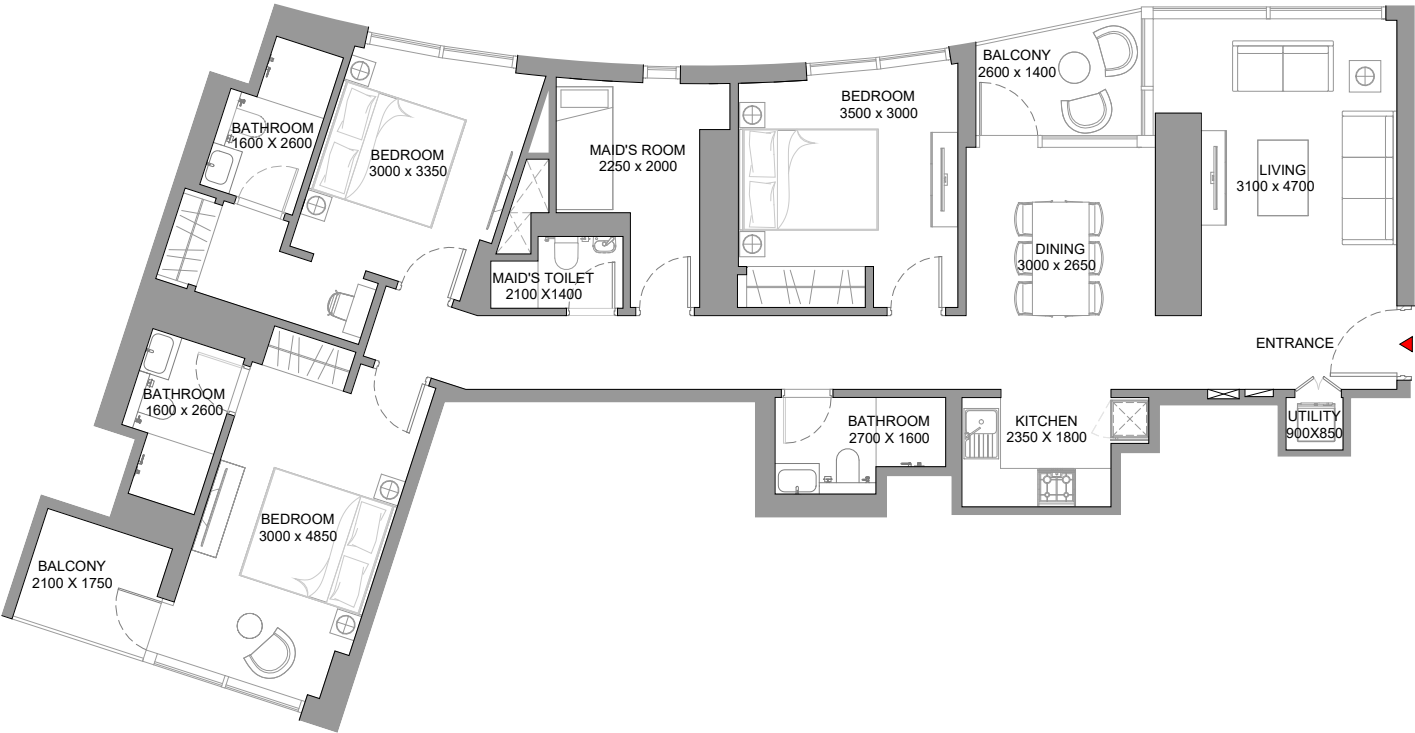 BALCONY
2600 x 1400
BEDROOM
3500 x 3000
BATHROOM
1600 X 2600
BEDROOM
3000 x 3350
MAID'S ROOM
2250 x 2000
LIVING
3100 x 4700
DINING
3000 x 2650
MAID'S TOILET
2100 X1400
ENTRANCE
BATHROOM
1600 x 2600
BATHROOM
2700 X 1600
KITCHEN
2350 X 1800
UTILITY
900X850
BEDROOM
3000 x 4850
BALCONY
2100 X 1750